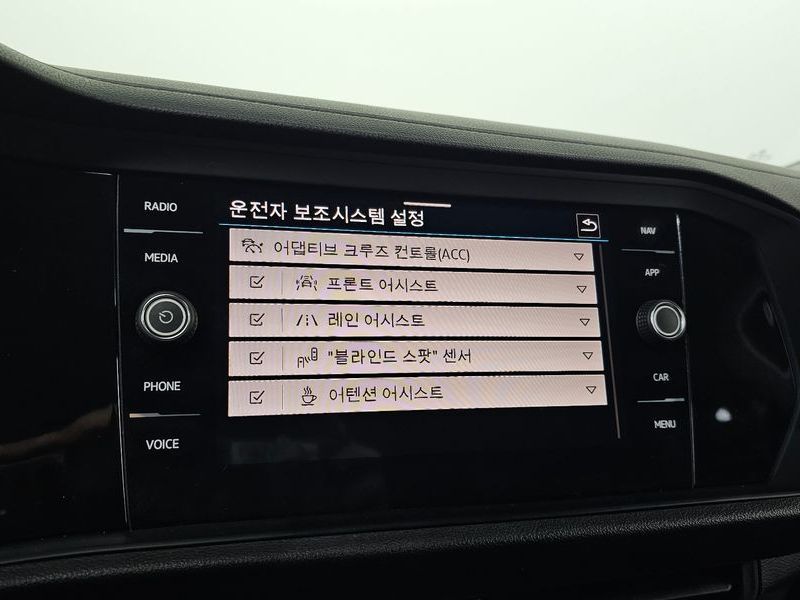 RADIO
MEDIA
PHONE
VOICE
운전자 보조시스템 설정
어댑티브 크루즈 컨트롤(ACC)
프론트 어시스트
레인 어시스트
"블라인드 스팟" 센서
어텐션 어시스트
NAV
APP
CAR
MENU